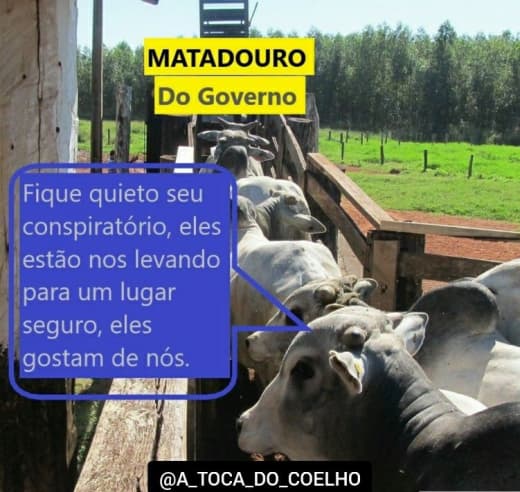 MATADOURO
Do Governo
Fique quieto seu
conspiratório, eles
estão nos levando
para um lugar
seguro, eles
gostam de nós.
@A_TOCA_DO_COELHO